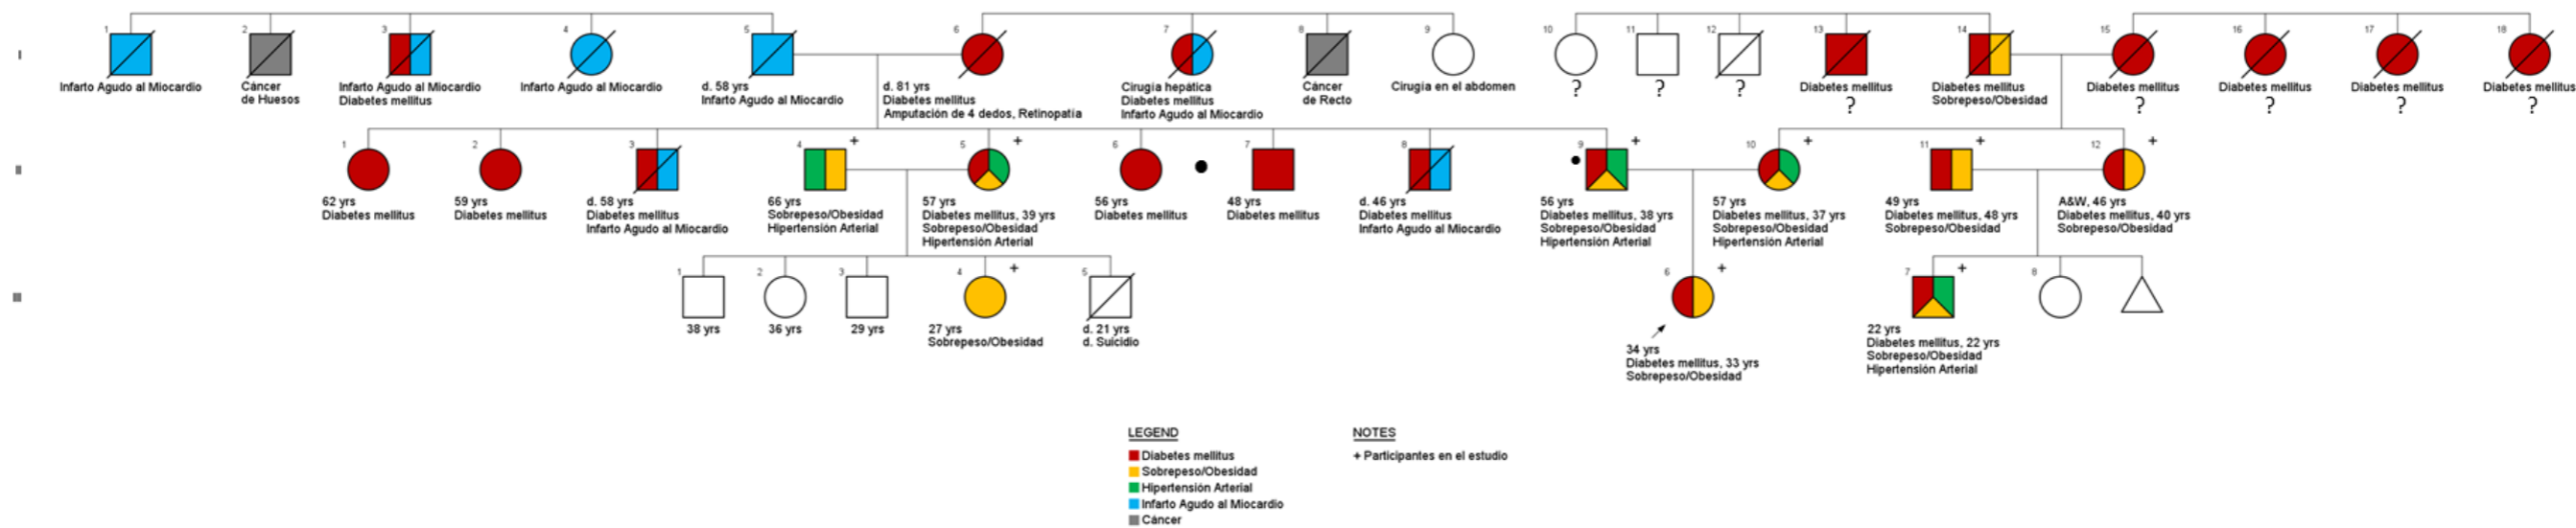 1 2 3 4 5 6 7 8 9 10 11 12 13 14 15 16 17 18
I
Infarto Agudo al Miocardio
Cáncer
de Huesos
Infarto Agudo al Miocardio
Diabetes mellitus
Infarto Agudo al Miocardio
d. 58 yrs
Infarto Agudo al Miocardio
d. 81 yrs
Diabetes mellitus
Amputación de 4 dedos, Retinopatía
Cirugía hepática
Diabetes mellitus
Infarto Agudo al Miocardio
Cáncer
de Recto
Cirugía en el abdomen
?
?
?
Diabetes mellitus
?
Diabetes mellitus
Sobrepeso/Obesidad
Diabetes mellitus
?
Diabetes mellitus
?
Diabetes mellitus
?
Diabetes mellitus
?
1 2 3 4 + 5 + 6 7 8 9 + 10 + 11 + 12 +
II
62 yrs
Diabetes mellitus
59 yrs
Diabetes mellitus
d. 58 yrs
Diabetes mellitus
Infarto Agudo al Miocardio
66 yrs
Sobrepeso/Obesidad
Hipertensión Arterial
57 yrs
Diabetes mellitus, 39 yrs
Sobrepeso/Obesidad
Hipertensión Arterial
56 yrs
Diabetes mellitus
48 yrs
Diabetes mellitus
d. 46 yrs
Diabetes mellitus
Infarto Agudo al Miocardio
56 yrs
Diabetes mellitus, 38 yrs
Sobrepeso/Obesidad
Hipertensión Arterial
57 yrs
Diabetes mellitus, 37 yrs
Sobrepeso/Obesidad
Hipertensión Arterial
49 yrs
Diabetes mellitus, 48 yrs
Sobrepeso/Obesidad
A&W, 46 yrs
Diabetes mellitus, 40 yrs
Sobrepeso/Obesidad
1 2 3 4 + 5 6 + 7 + 8
III
38 yrs
36 yrs
29 yrs
27 yrs
Sobrepeso/Obesidad
d. 21 yrs
d. Suicidio
34 yrs
Diabetes mellitus, 33 yrs
Sobrepeso/Obesidad
22 yrs
Diabetes mellitus, 22 yrs
Sobrepeso/Obesidad
Hipertensión Arterial
LEGEND
Diabetes mellitus
Sobrepeso/Obesidad
Hipertensión Arterial
Infarto Agudo al Miocardio
Cáncer
NOTES
+ Participantes en el estudio